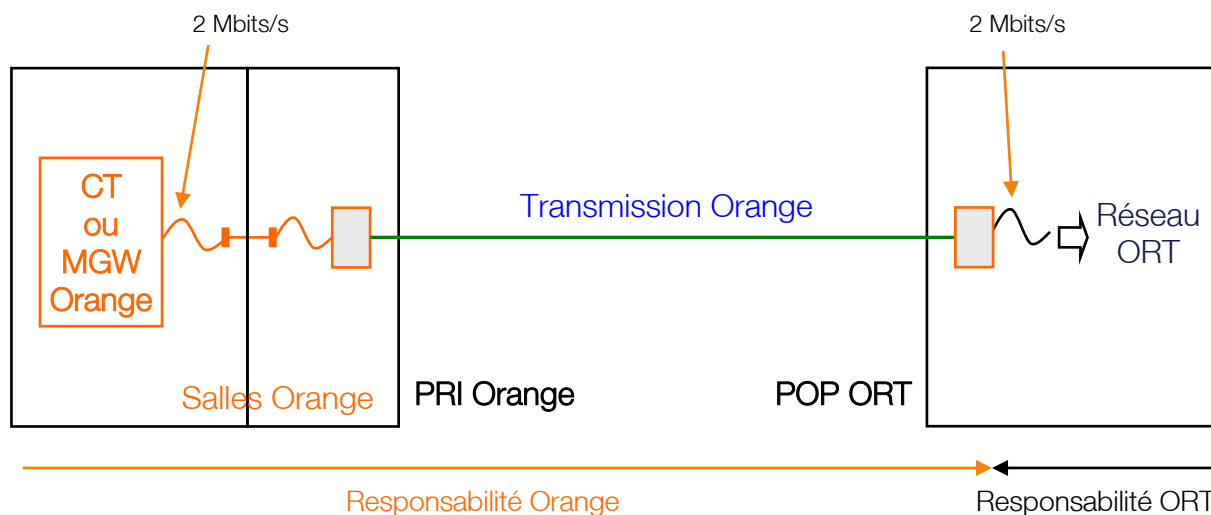 2 Mbits/s
2 Mbits/s
CT
ou
MGW
Orange
Transmission Orange
Réseau
ORT
Salles Orange
PRI Orange
POP ORT
Responsabilité Orange
Responsabilité ORT